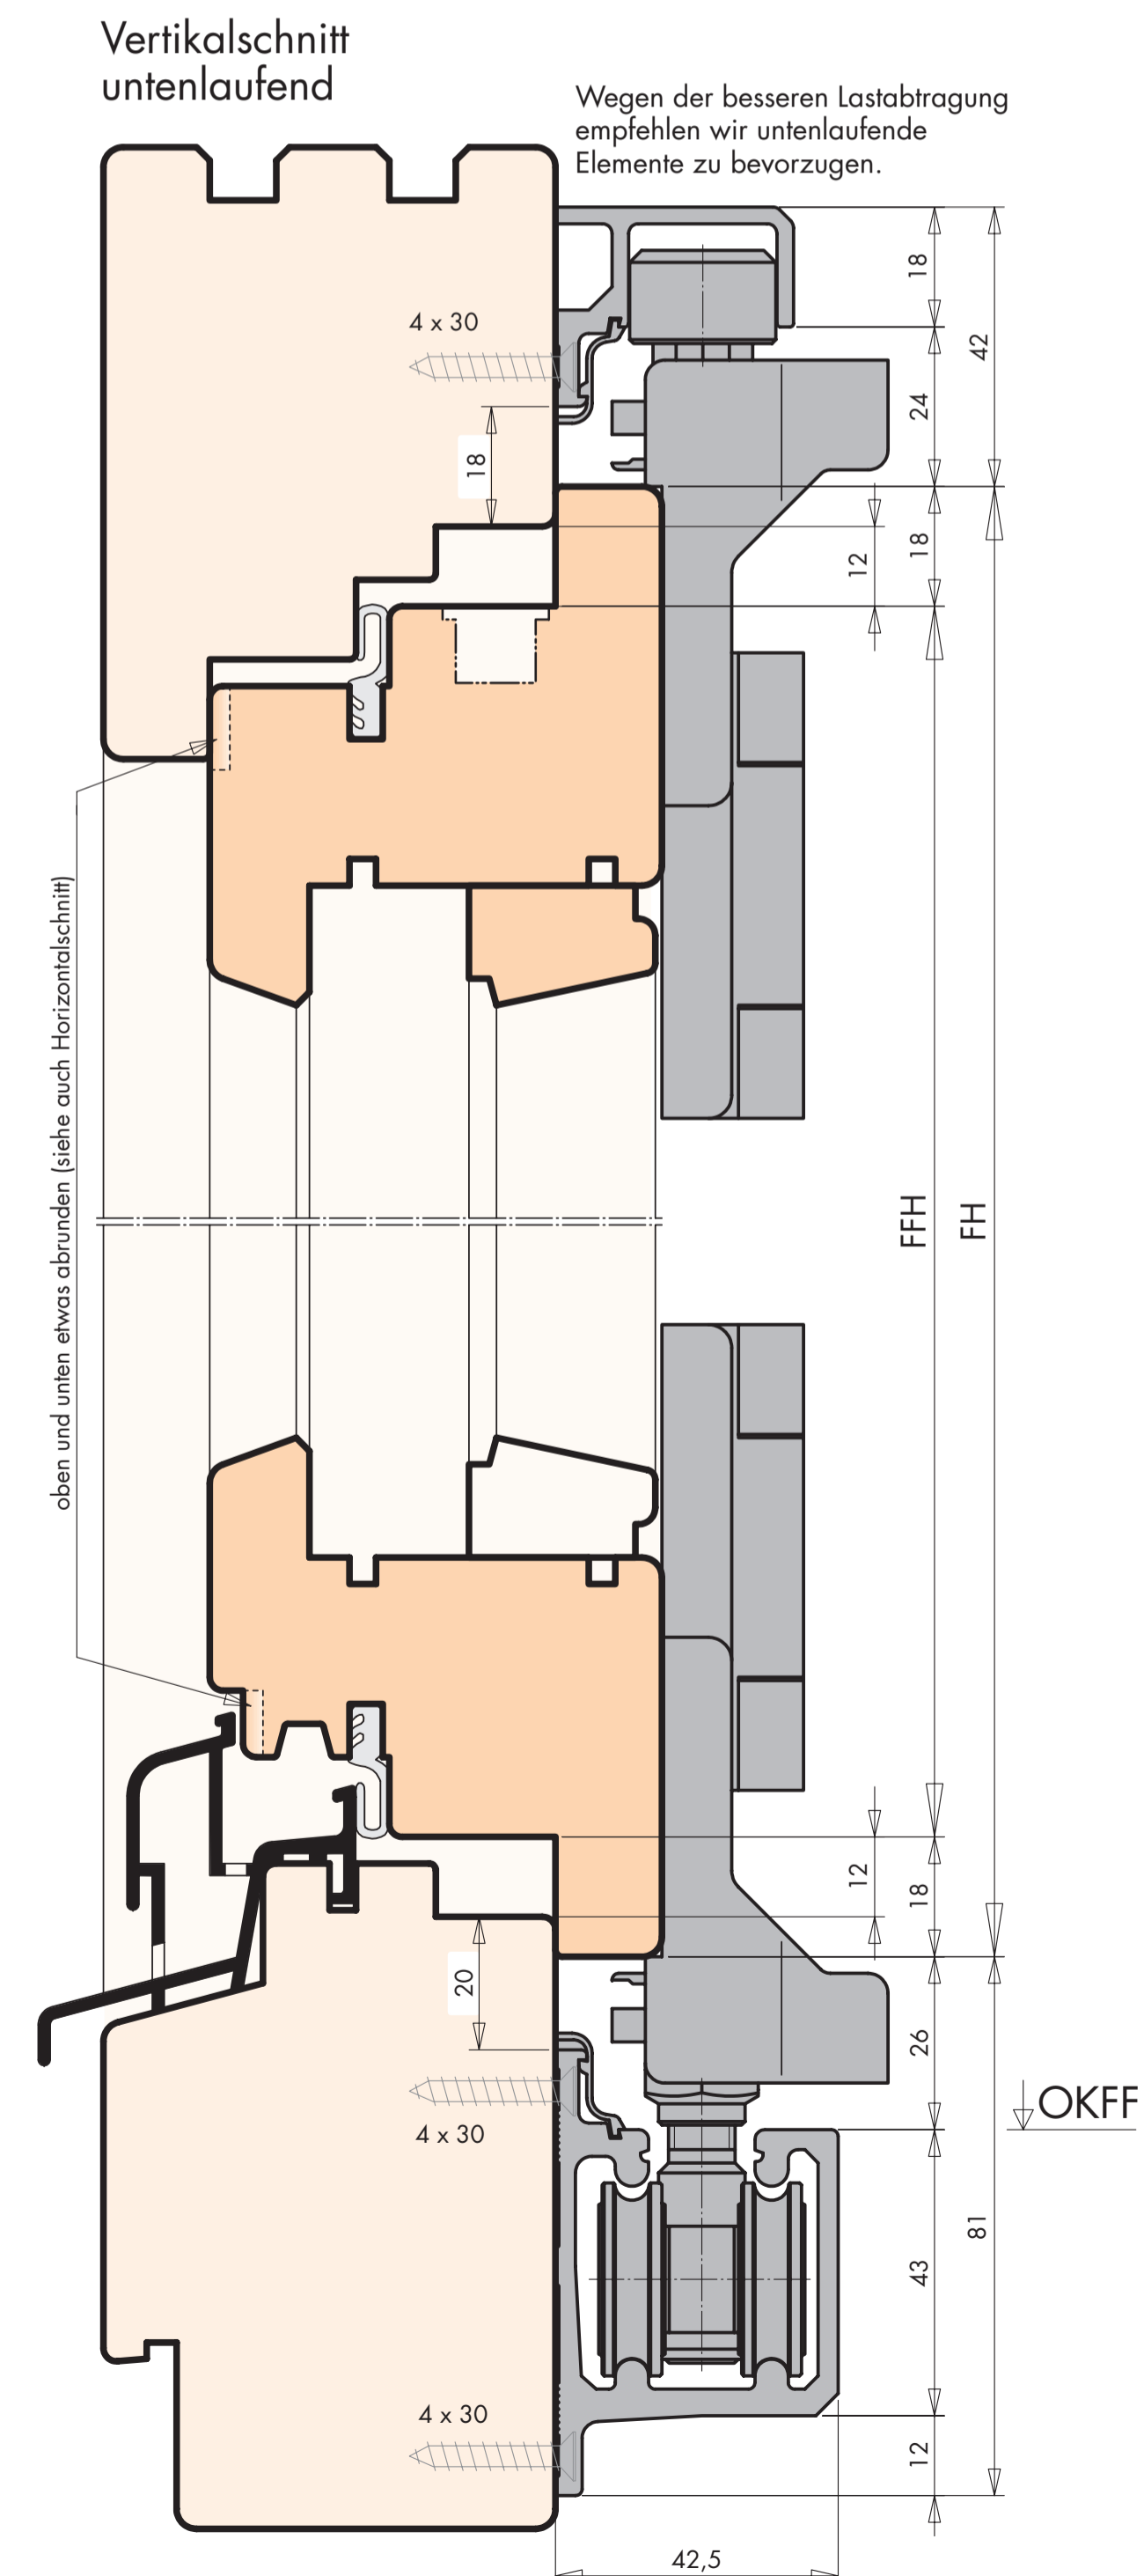 Vertikalschnitt
untenlaufend
Wegen der besseren Lastabtragung
empfehlen wir untenlaufende
Elemente zu bevorzugen.
18
4 x 30
42
24
18
18
12
oben und unten etwas abrunden (siehe auch Horizontalschnitt)
FFH
FH
12
18
20
26
OKFF
4 x 30
81
43
4 x 30
12
42,5